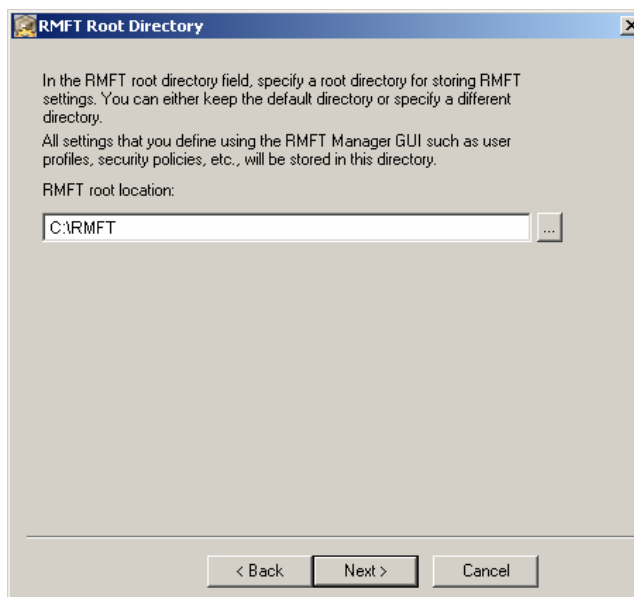 RMFT Root Directory
In the RMFT root directory field, specify a root directory for storing RMFT
settings. You can either keep the default directory or specify a different
directory.
All settings that you define using the RMFT Manager GUI such as user
profiles, security policies, etc., will be stored in this directory.
RMFT root location:
C:\RMFT
...
< Back
Next >
Cancel